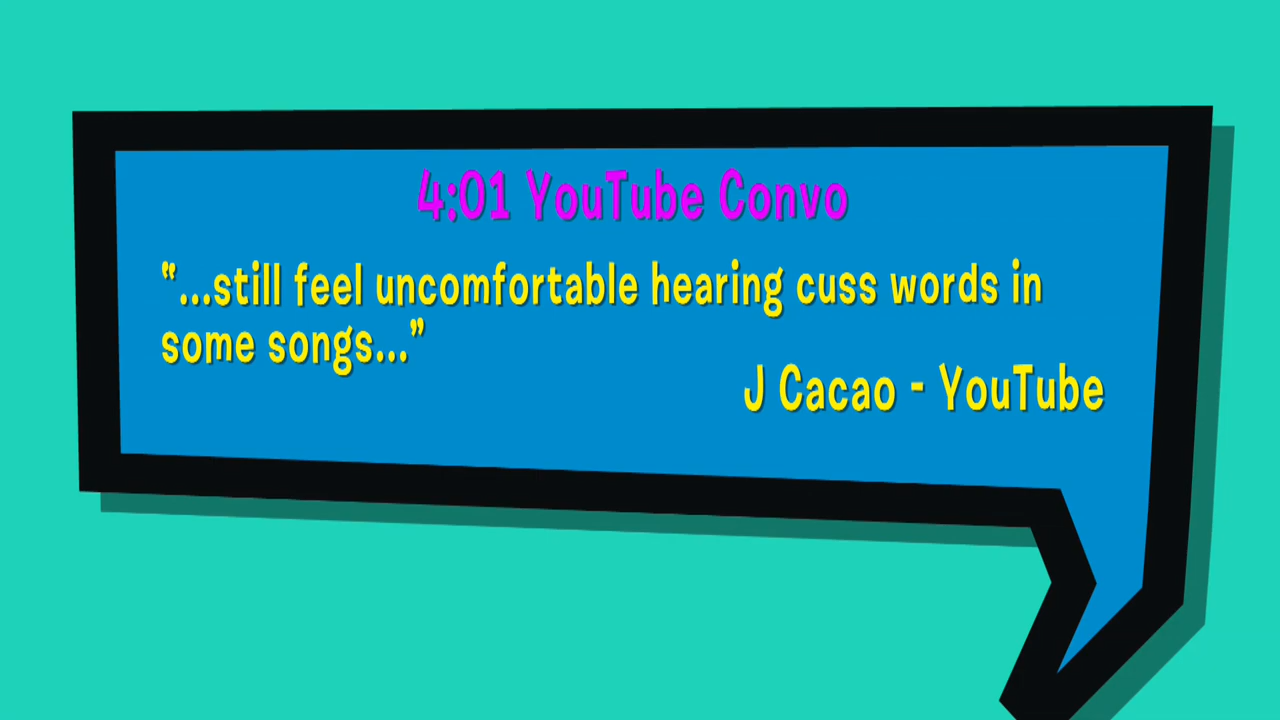 4:01 YouTube Convo
“...still feel uncomfortable hearing cuss words in
some songs...”
J Cacao - YouTube